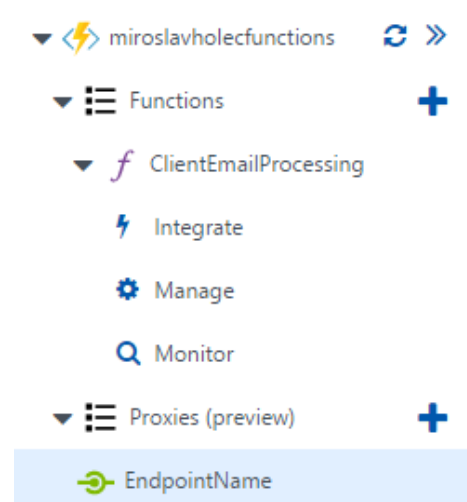 miroslavholecfunctions
Functions
ClientEmailProcessing
Integrate
Manage
Monitor
Proxies (preview)
EndpointName